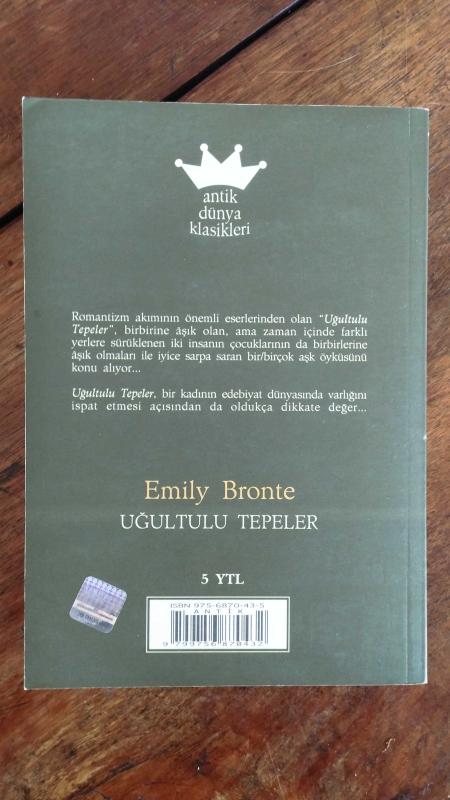 antik
dünya
klasikleri
Romantizm akımının önemli eserlerinden olan "Uğultulu
Tepeler", birbirine âşık olan, ama zaman içinde farklı
yerlere sürüklenen iki insanın çocuklarının da birbirlerine
âşık olmaları ile iyice sarpa saran bir/birçok aşk öyküsünü
konu alıyor...
Uğultulu Tepeler, bir kadının edebiyat dünyasında varlığını
ispat etmesi açısından da oldukça dikkate değer...
Emily Bronte
UĞULTULU TEPELER
5 YTL
ISBN 975-6870-43-5
ANTİK
9799756870432